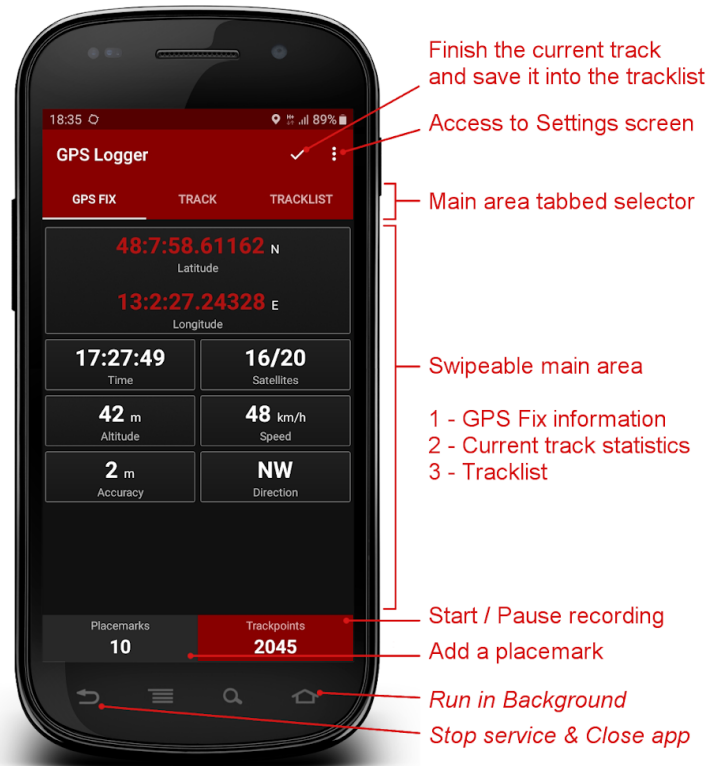 Finish the current track
and save it into the tracklist
18:35 89%
Access to Settings screen
GPS Logger
GPS FIX TRACK TRACKLIST
Main area tabbed selector
48:7:58.61162 N
Latitude
13:2:27.24328 E
Longitude
17:27:49 16/20
Time Satellites
Swipeable main area
42 m 48 km/h
Altitude Speed
1 - GPS Fix information
2 - Current track statistics
3 - Tracklist
2 m NW
Accuracy Direction
Start / Pause recording
Placemarks Trackpoints
10 2045
Add a placemark
Run in Background
Stop service & Close app